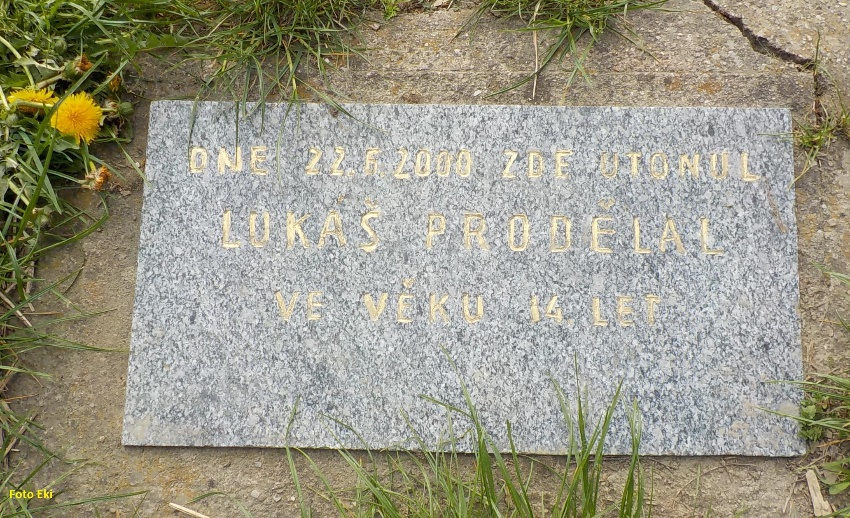 DNE 22.6.2000 ZDE UTONUL
LUKÁŠ PRODĚLAL
VE VĚKU 14 LET
Foto Eki